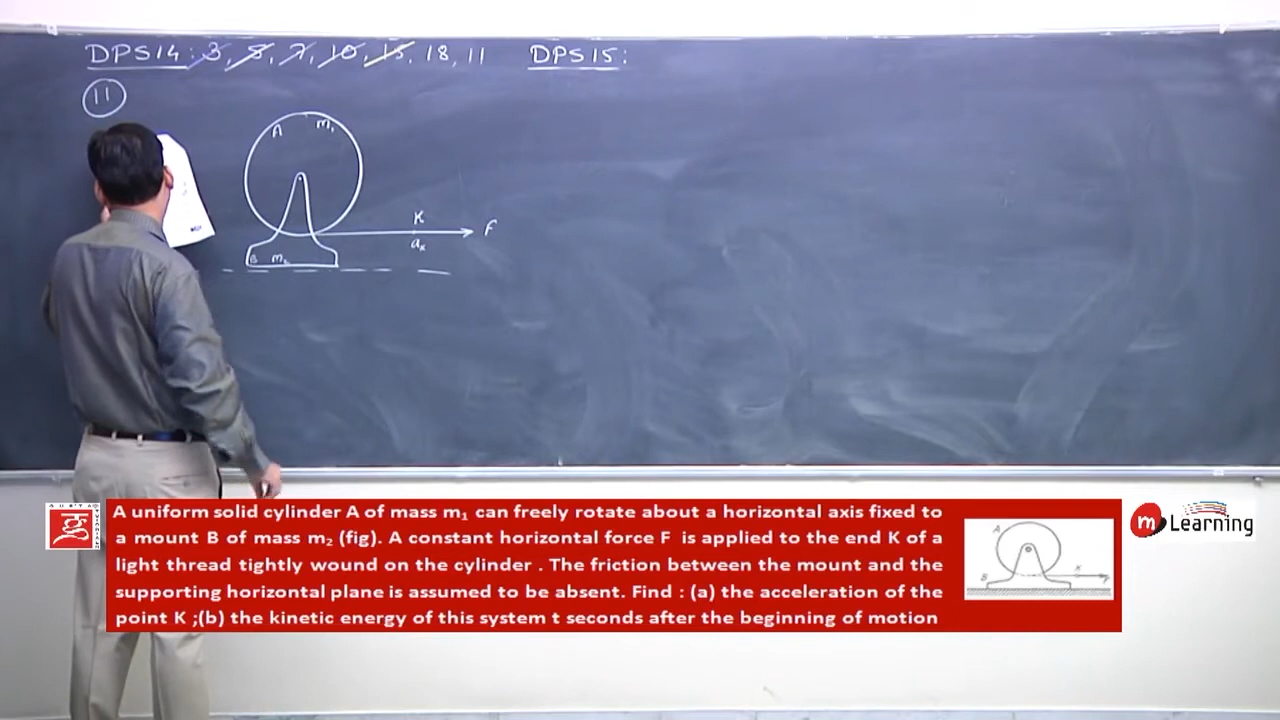 DPS14 : 3, 8, 7, 10, 15, 18, 11 DPS15 :
11
A m₁
K F
aₖ
B m₂
A uniform solid cylinder A of mass m₁ can freely rotate about a horizontal axis fixed to
a mount B of mass m₂ (fig). A constant horizontal force F is applied to the end K of a
light thread tightly wound on the cylinder . The friction between the mount and the
supporting horizontal plane is assumed to be absent. Find : (a) the acceleration of the
point K ;(b) the kinetic energy of this system t seconds after the beginning of motion
A
K
B F
m Learning